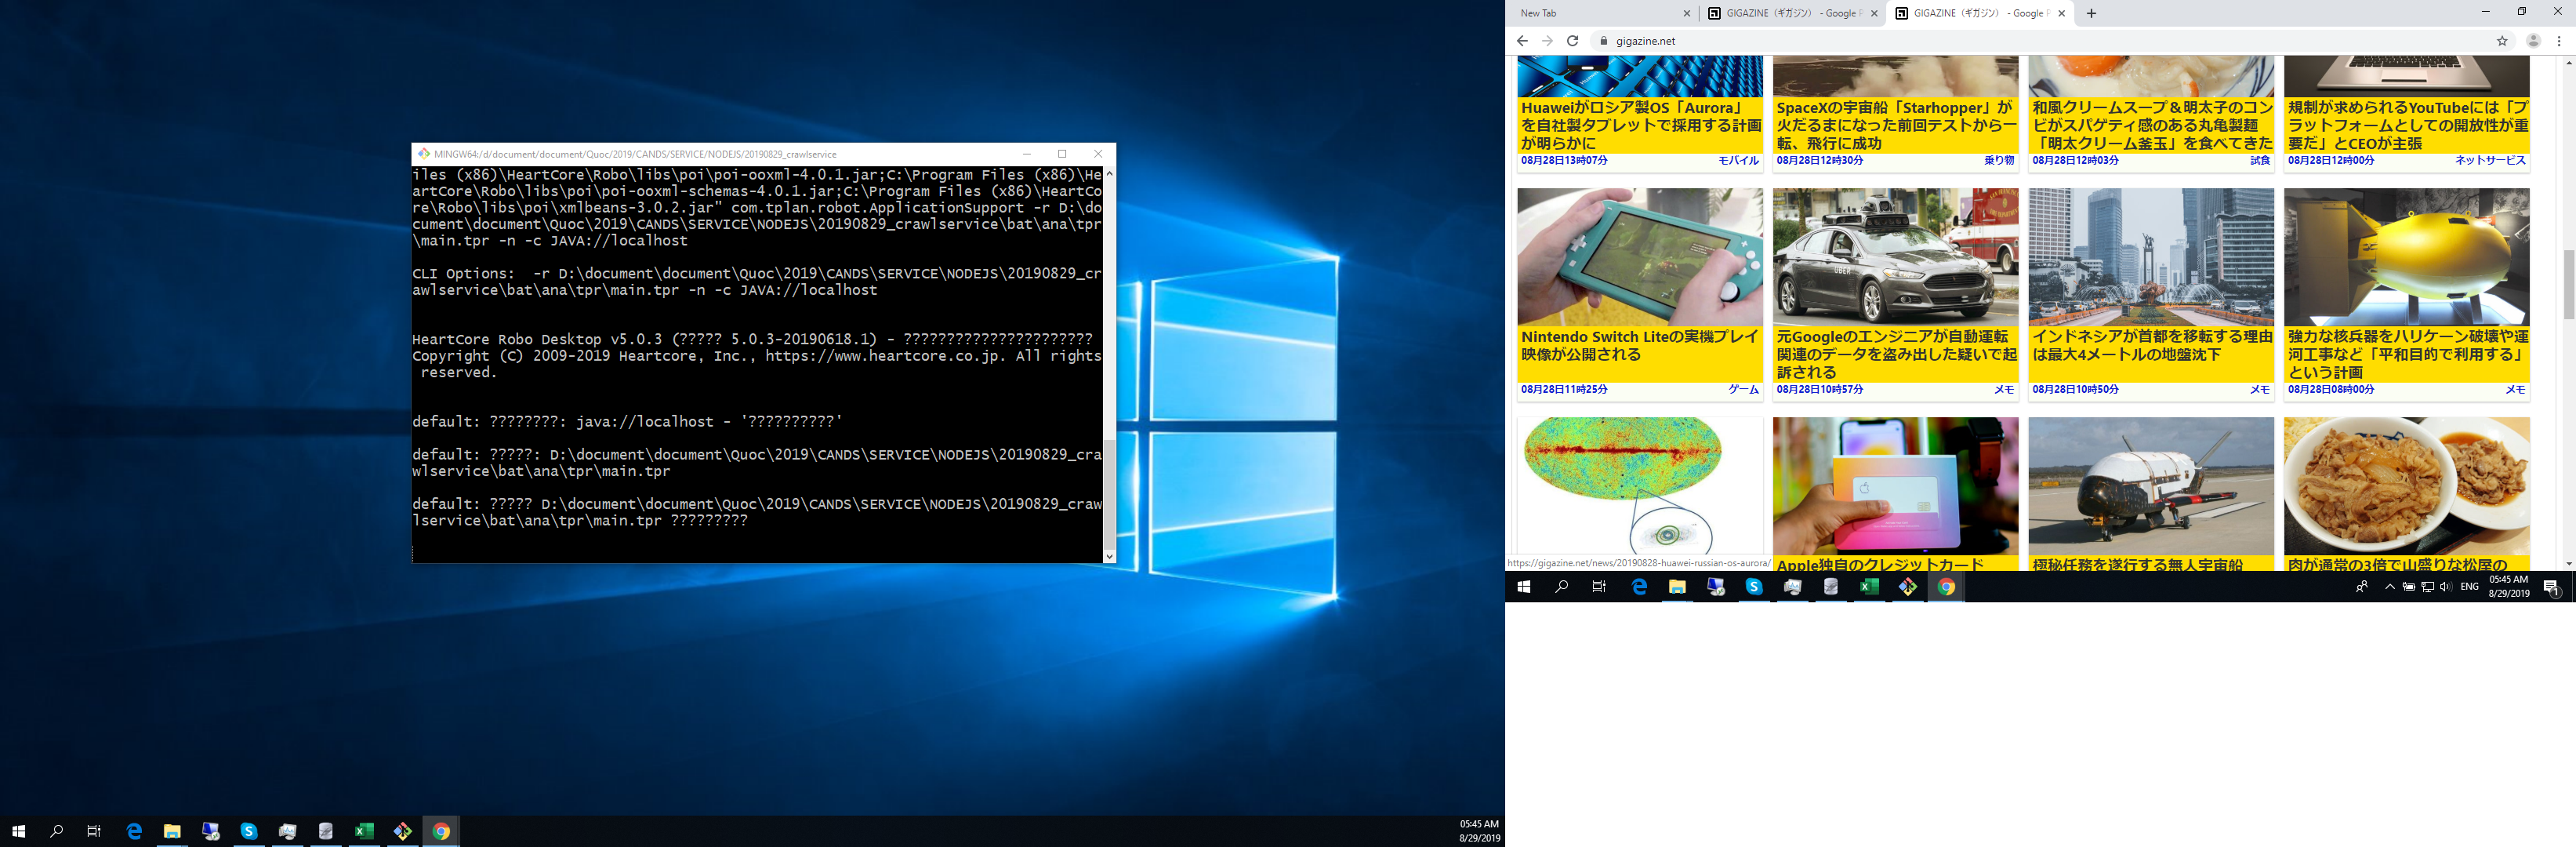 MINGW64:/d/document/document/Quoc/2019/CANDS/SERVICE/NODEJS/20190829_crawlservice
iles (x86)\HeartCore\Robo\libs\poi\poi-ooxml-4.0.1.jar;C:\Program Files (x86)\He
artCore\Robo\libs\poi\poi-ooxml-schemas-4.0.1.jar;C:\Program Files (x86)\HeartCo
re\Robo\libs\poi\xmlbeans-3.0.2.jar" com.tplan.robot.ApplicationSupport -r D:\do
cument\document\Quoc\2019\CANDS\SERVICE\NODEJS\20190829_crawlservice\bat\ana\tpr
\main.tpr -n -c JAVA://localhost
CLI Options:  -r D:\document\document\Quoc\2019\CANDS\SERVICE\NODEJS\20190829_cr
awlservice\bat\ana\tpr\main.tpr -n -c JAVA://localhost
HeartCore Robo Desktop v5.0.3 (????? 5.0.3-20190618.1) - ??????????????????????
Copyright (C) 2009-2019 Heartcore, Inc., https://www.heartcore.co.jp. All rights
 reserved.
default: ????????: java://localhost - '??????????'
default: ?????: D:\document\document\Quoc\2019\CANDS\SERVICE\NODEJS\20190829_cra
wlservice\bat\ana\tpr\main.tpr
default: ????? D:\document\document\Quoc\2019\CANDS\SERVICE\NODEJS\20190829_craw
lservice\bat\ana\tpr\main.tpr ?????????
05:45 AM
8/29/2019
New Tab
GIGAZINE（ギガジン） - Google P
GIGAZINE（ギガジン） - Google P
gigazine.net
Huaweiがロシア製OS「Aurora」
を自社製タブレットで採用する計画
が明らかに
08月28日13時07分 モバイル
SpaceXの宇宙船「Starhopper」が
火だるまになった前回テストから一
転、飛行に成功
08月28日12時30分 乗り物
和風クリームスープ＆明太子のコン
ビがスパゲティ感のある丸亀製麺
「明太クリーム釜玉」を食べてきた
08月28日12時03分 試食
規制が求められるYouTubeには「プ
ラットフォームとしての開放性が重
要だ」とCEOが主張
08月28日12時00分 ネットサービス
UBER
Nintendo Switch Liteの実機プレイ
映像が公開される
08月28日11時25分 ゲーム
元Googleのエンジニアが自動運転
関連のデータを盗み出した疑いで起
訴される
08月28日10時57分 メモ
インドネシアが首都を移転する理由
は最大4メートルの地盤沈下
08月28日10時50分 メモ
強力な核兵器をハリケーン破壊や運
河工事など「平和目的で利用する」
という計画
08月28日08時00分 メモ
Apple独自のクレジットカード
極秘任務を遂行する無人宇宙船
肉が通常の3倍で山盛りな松屋の
https://gigazine.net/news/20190828-huawei-russian-os-aurora/
ENG
05:45 AM
8/29/2019
1